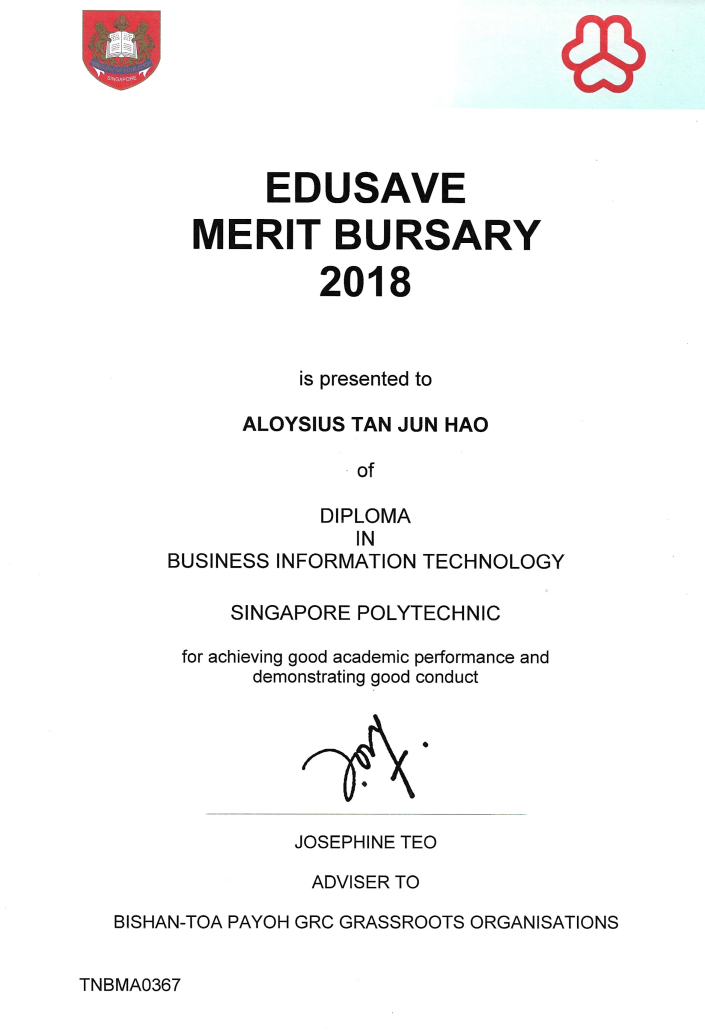 SINGAPORE
EDUSAVE
MERIT BURSARY
2018
is presented to
ALOYSIUS TAN JUN HAO
of
DIPLOMA
IN
BUSINESS INFORMATION TECHNOLOGY
SINGAPORE POLYTECHNIC
for achieving good academic performance and
demonstrating good conduct
JOSEPHINE TEO
ADVISER TO
BISHAN-TOA PAYOH GRC GRASSROOTS ORGANISATIONS
TNBMA0367